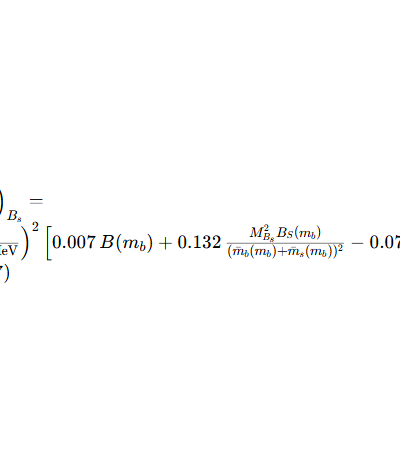 )_{B_s} =
)^2 [0.007 B(m_b) + 0.132 \frac{M_{B_s}^2 B_S(m_b)}{(\bar{m}_b(m_b)+\bar{m}_s(m_b))^2} − 0.07
)